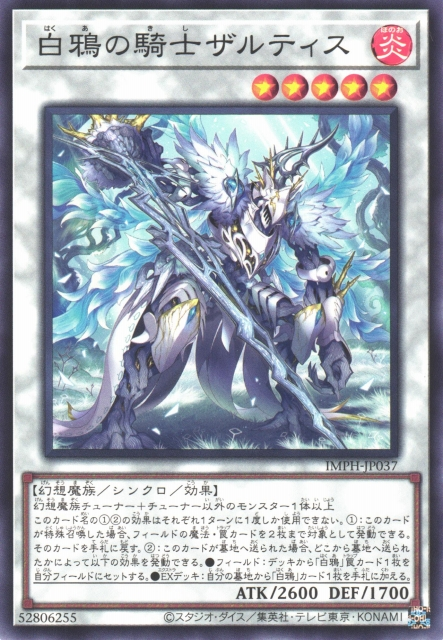 白鴉の騎士ザルティス
炎
IMPH-JP037
【幻想魔族/シンクロ/効果】
幻想魔族チューナー+チューナー以外のモンスター1体以上
このカード名の①②の効果はそれぞれ1ターンに1度しか使用できない。①:このカード
が特殊召喚した場合、フィールドの魔法・罠カードを2枚まで対象として発動できる。
そのカードを手札に戻す。②:このカードが墓地へ送られた場合、どこから墓地へ送られ
たかによって以下の効果を発動できる。●フィールド:デッキから「白鴉」罠カード1枚を
自分フィールドにセットする。●EXデッキ:自分の墓地から「白鴉」カード1枚を手札に加える。
ATK/2600 DEF/1700
52806255
©スタジオ・ダイス/集英社・テレビ東京・KONAMI